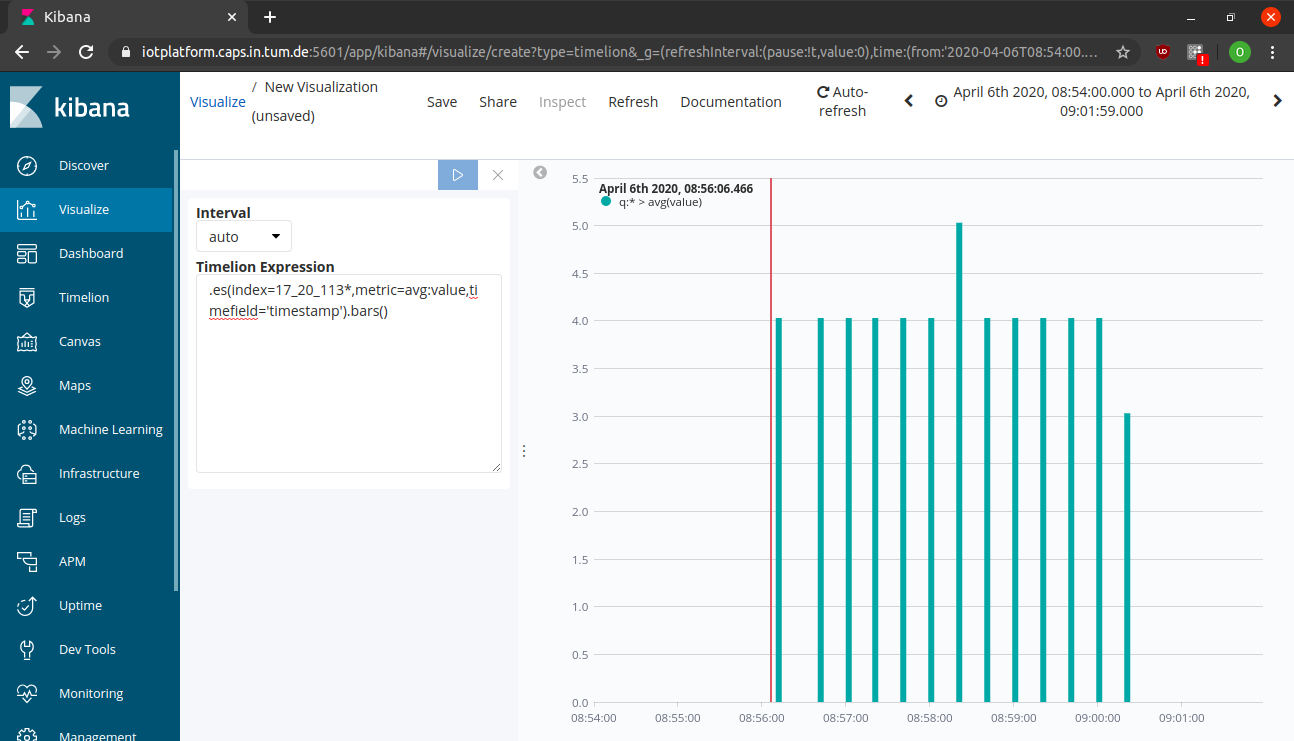 Kibana
iotplatform.caps.in.tum.de:5601/app/kibana#/visualize/create?type=timelion&_g=(refreshInterval:(pause:!t,value:0),time:(from:'2020-04-06T08:54:00....
UD
!
O
kibana
Discover
Visualize
Dashboard
Timelion
Canvas
Maps
Machine Learning
Infrastructure
Logs
APM
Uptime
Dev Tools
Monitoring
Management
Visualize / New Visualization
(unsaved)
Save Share Inspect Refresh Documentation
Auto-
refresh
April 6th 2020, 08:54:00.000 to April 6th 2020,
09:01:59.000
Interval
auto
Timelion Expression
.es(index=17_20_113*,metric=avg:value,ti
mefield='timestamp').bars()
April 6th 2020, 08:56:06.466
q:* > avg(value)
5.5
5.0
4.5
4.0
3.5
3.0
2.5
2.0
1.5
1.0
0.5
0.0
08:54:00 08:55:00 08:56:00 08:57:00 08:58:00 08:59:00 09:00:00 09:01:00